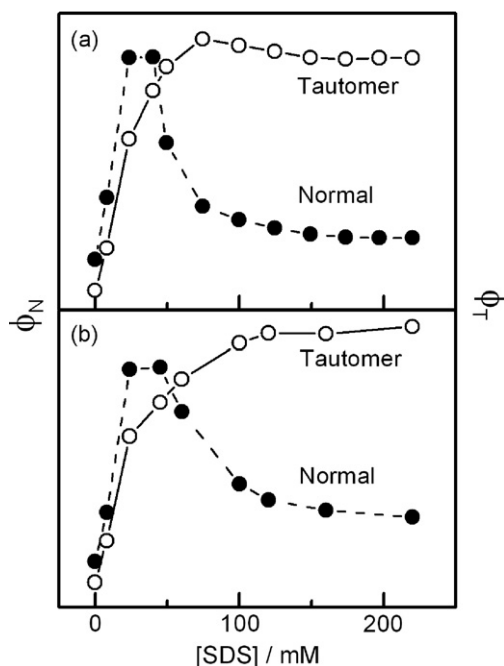 (a)
Tautomer
Normal
ϕN
ϕT
(b)
Tautomer
Normal
0 100 200
[SDS] / mM